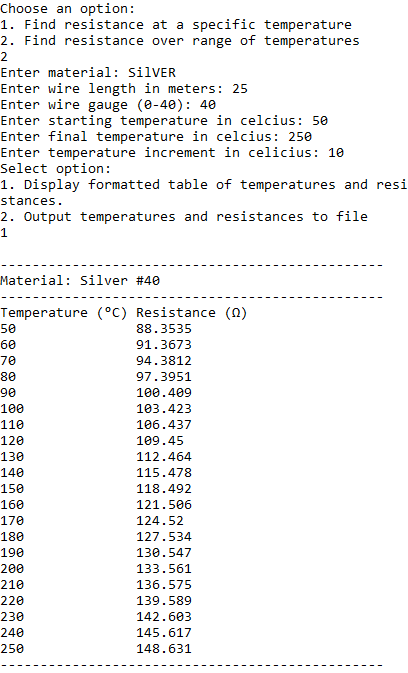 Choose an option:
1. Find resistance at a specific temperature
2. Find resistance over range of temperatures
2
Enter material: SilVER
Enter wire length in meters: 25
Enter wire gauge (0-40): 40
Enter starting temperature in celcius: 50
Enter final temperature in celcius: 250
Enter temperature increment in celicius: 10
Select option:
1. Display formatted table of temperatures and resi
stances.
2. Output temperatures and resistances to file
1
------------------------------------------------
Material: Silver #40
------------------------------------------------
Temperature (ºC) Resistance (Ω)
50 88.3535
60 91.3673
70 94.3812
80 97.3951
90 100.409
100 103.423
110 106.437
120 109.45
130 112.464
140 115.478
150 118.492
160 121.506
170 124.52
180 127.534
190 130.547
200 133.561
210 136.575
220 139.589
230 142.603
240 145.617
250 148.631
------------------------------------------------